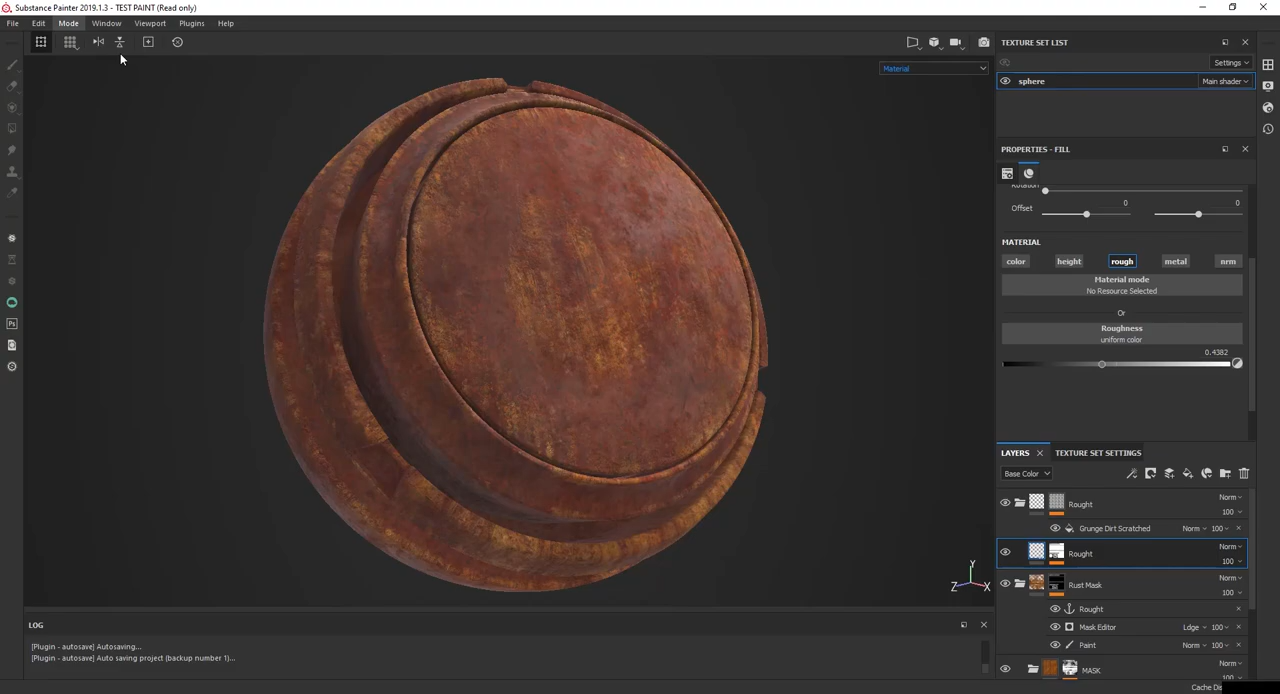 Substance Painter 2019.1.3 - TEST PAINT (Read only)
File Edit Mode Window Viewport Plugins Help
Material
TEXTURE SET LIST
Settings
sphere Main shader
PROPERTIES - FILL
Rotation
Offset 0 0
MATERIAL
color height rough metal nrm
Material mode
No Resource Selected
Or
Roughness
uniform color
0.4382
LAYERS TEXTURE SET SETTINGS
Base Color
Rought Norm
100
Grunge Dirt Scratched Norm 100
Rought Norm
100
Rust Mask Norm
100
Rought
Mask Editor Ldge 100
Paint Norm 100
MASK Norm
Y
Z X
Ps
LOG
[Plugin - autosave] Autosaving...
[Plugin - autosave] Auto saving project (backup number 1)...
Cache Dis